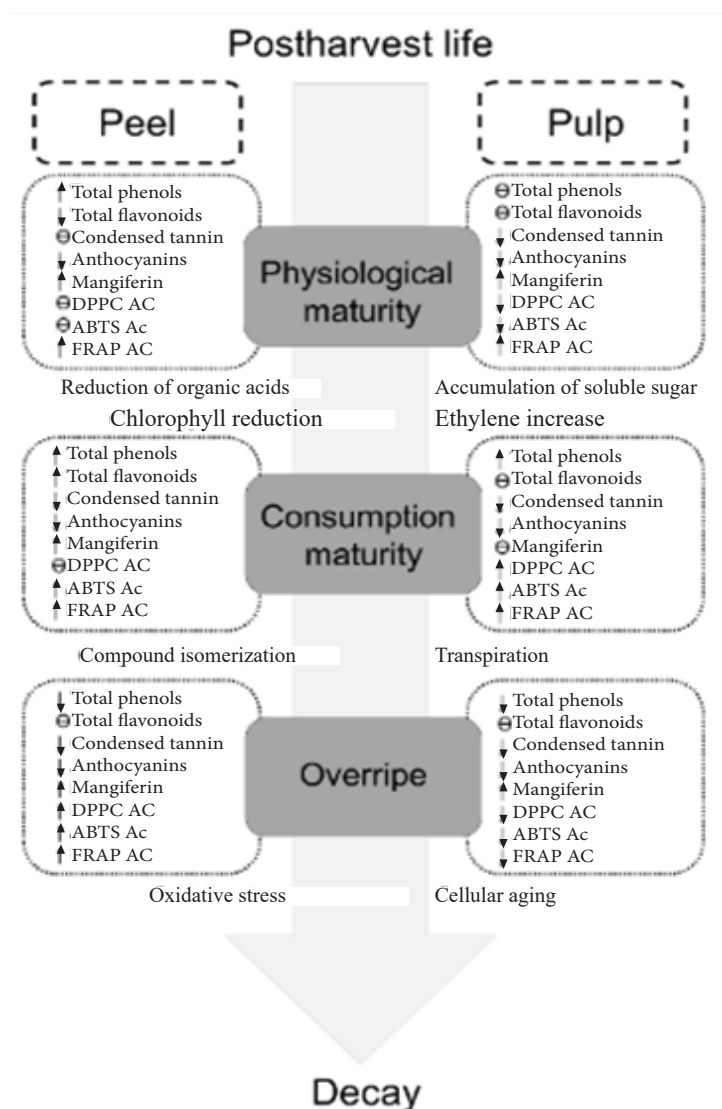 Postharvest life
Peel
Pulp
Total phenols
Total flavonoids
Condensed tannin
Anthocyanins
Mangiferin
DPPC AC
ABTS Ac
FRAP AC
Physiological
maturity
Total phenols
Total flavonoids
Condensed tannin
Anthocyanins
Mangiferin
DPPC AC
ABTS Ac
FRAP AC
Reduction of organic acids
Accumulation of soluble sugar
Chlorophyll reduction
Ethylene increase
Total phenols
Total flavonoids
Condensed tannin
Anthocyanins
Mangiferin
DPPC AC
ABTS Ac
FRAP AC
Consumption
maturity
Total phenols
Total flavonoids
Condensed tannin
Anthocyanins
Mangiferin
DPPC AC
ABTS Ac
FRAP AC
Compound isomerization
Transpiration
Total phenols
Total flavonoids
Condensed tannin
Anthocyanins
Mangiferin
DPPC AC
ABTS Ac
FRAP AC
Overripe
Total phenols
Total flavonoids
Condensed tannin
Anthocyanins
Mangiferin
DPPC AC
ABTS Ac
FRAP AC
Oxidative stress
Cellular aging
Decay